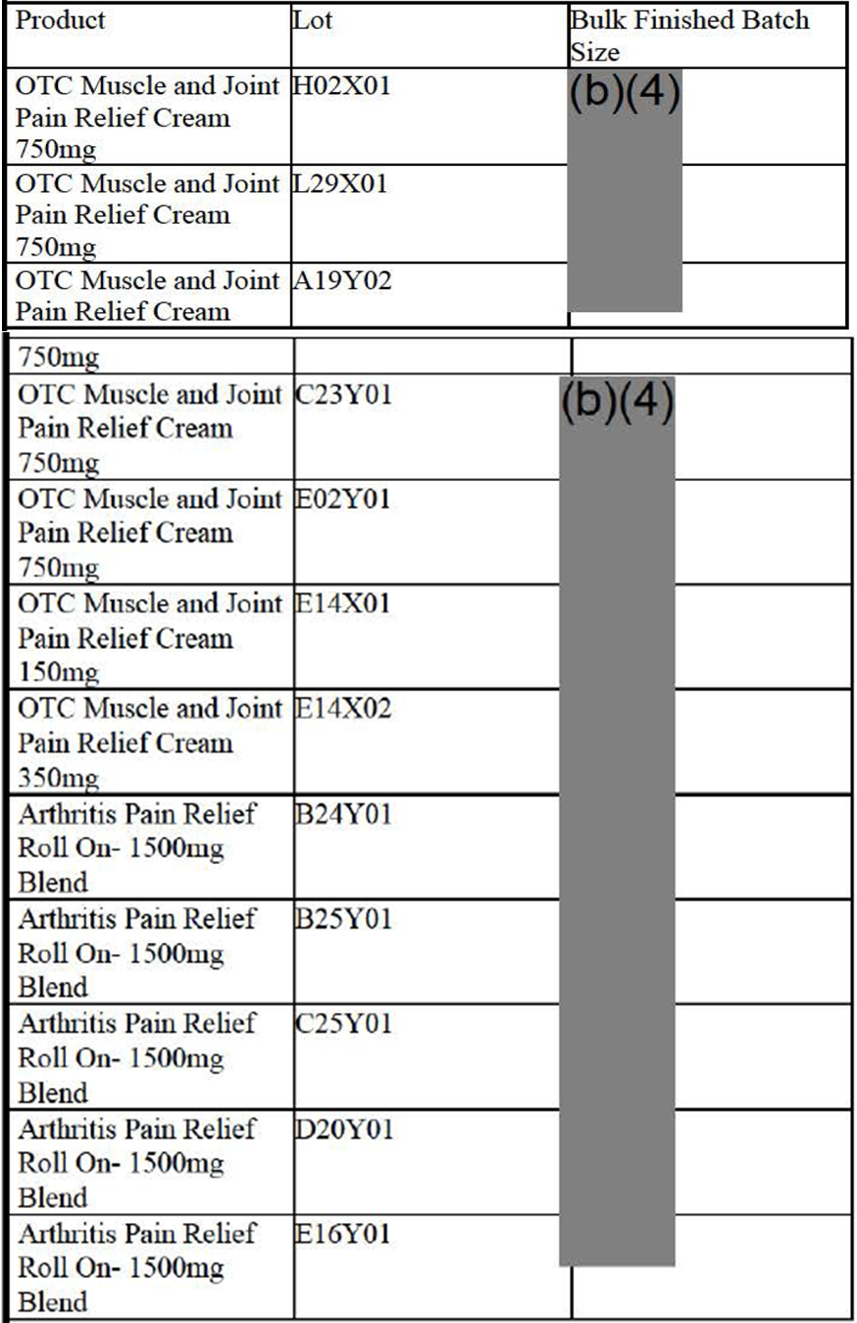 Product Lot Bulk Finished Batch
Size
OTC Muscle and Joint H02X01 (b)(4)
Pain Relief Cream
750mg
OTC Muscle and Joint L29X01
Pain Relief Cream
750mg
OTC Muscle and Joint A19Y02
Pain Relief Cream
750mg
OTC Muscle and Joint C23Y01 (b)(4)
Pain Relief Cream
750mg
OTC Muscle and Joint E02Y01
Pain Relief Cream
750mg
OTC Muscle and Joint E14X01
Pain Relief Cream
150mg
OTC Muscle and Joint E14X02
Pain Relief Cream
350mg
Arthritis Pain Relief B24Y01
Roll On- 1500mg
Blend
Arthritis Pain Relief B25Y01
Roll On- 1500mg
Blend
Arthritis Pain Relief C25Y01
Roll On- 1500mg
Blend
Arthritis Pain Relief D20Y01
Roll On- 1500mg
Blend
Arthritis Pain Relief E16Y01
Roll On- 1500mg
Blend